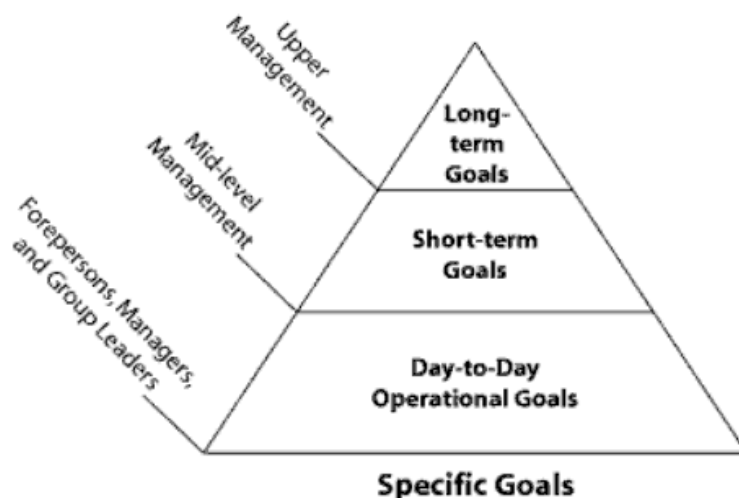 Upper
Management
Long-
term
Goals
Mid-level
Management
Short-term
Goals
Forepersons, Managers,
and Group Leaders
Day-to-Day
Operational Goals
Specific Goals